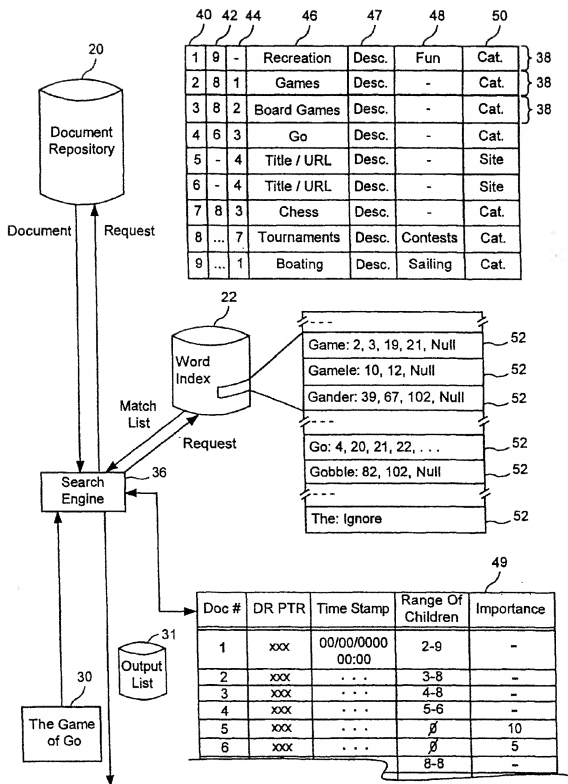 40 42 44 46 47 48 50
1 9 - Recreation Desc. Fun Cat. 38
2 8 1 Games Desc. - Cat. 38
3 8 2 Board Games Desc. - Cat. 38
4 6 3 Go Desc. - Cat.
5 - 4 Title / URL Desc. - Site
6 - 4 Title / URL Desc. - Site
7 8 3 Chess Desc. - Cat.
8 ... 7 Tournaments Desc. Contests Cat.
9 ... 1 Boating Desc. Sailing Cat.
20
Document
Repository
Document
Request
22
Word
Index
Match
List
Request
----
Game: 2, 3, 19, 21, Null 52
Gamele: 10, 12, Null 52
Gander: 39, 67, 102, Null 52
----
Go: 4, 20, 21, 22, . . . 52
Gobble: 82, 102, Null 52
----
The: Ignore 52
36
Search
Engine
49
Doc # DR PTR Time Stamp Range Of Children Importance
1 xxx 00/00/0000 00:00 2-9 -
2 xxx . . . 3-8 -
3 xxx . . . 4-8 -
4 xxx . . . 5-6 -
5 xxx . . . ∅ 10
6 xxx . . . ∅ 5
8-8 -
31
Output
List
30
The Game
of Go